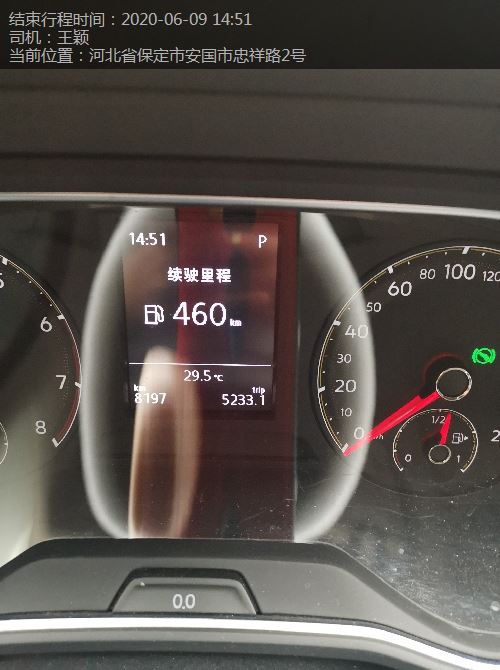 结束行程时间：2020-06-09 14:51
司机：王颖
当前位置：河北省保定市安国市忠祥路2号
14:51 P
续驶里程
460 km
29.5 ℃
km trip
8197 5233.1
6
7
8
0 10 20 30 40 50 60 80 100 120
km/h
0 1/2 1
2
0.0